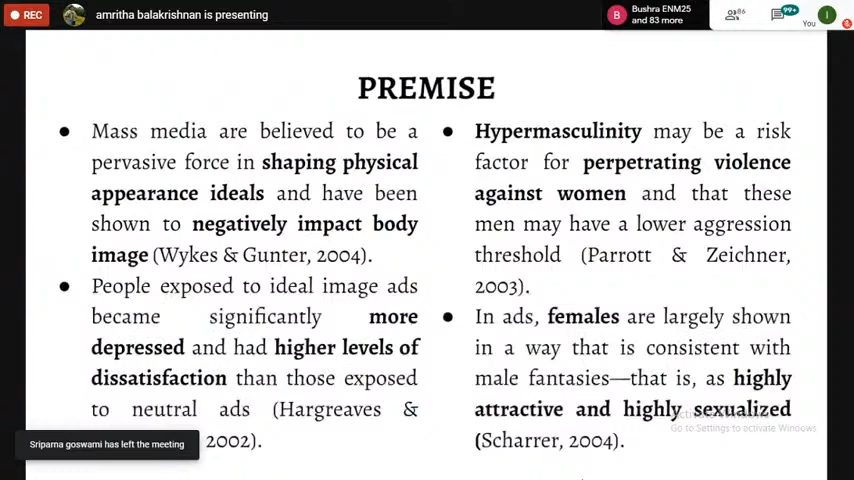 REC
amritha balakrishnan is presenting
B
Bushra ENM25
and 83 more
86
99+
You
I
PREMISE
● Mass media are believed to be a
pervasive force in shaping physical
appearance ideals and have been
shown to negatively impact body
image (Wykes & Gunter, 2004).
● People exposed to ideal image ads
became significantly more
depressed and had higher levels of
dissatisfaction than those exposed
to neutral ads (Hargreaves &
2002).
● Hypermasculinity may be a risk
factor for perpetrating violence
against women and that these
men may have a lower aggression
threshold (Parrott & Zeichner,
2003).
● In ads, females are largely shown
in a way that is consistent with
male fantasies—that is, as highly
attractive and highly sexualized
(Scharrer, 2004).
Go to Settings to activate Windows.
Sriparna goswami has left the meeting